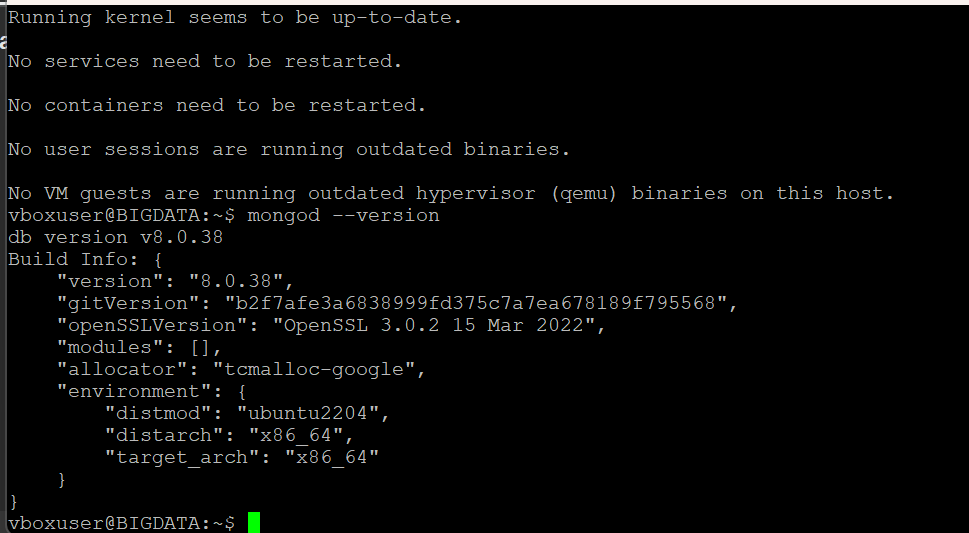 Running kernel seems to be up-to-date.
No services need to be restarted.
No containers need to be restarted.
No user sessions are running outdated binaries.
No VM guests are running outdated hypervisor (qemu) binaries on this host.
vboxuser@BIGDATA:~$ mongod --version
db version v8.0.38
Build Info: {
    "version": "8.0.38",
    "gitVersion": "b2f7afe3a6838999fd375c7a7ea678189f795568",
    "openSSLVersion": "OpenSSL 3.0.2 15 Mar 2022",
    "modules": [],
    "allocator": "tcmalloc-google",
    "environment": {
        "distmod": "ubuntu2204",
        "distarch": "x86_64",
        "target_arch": "x86_64"
    }
}
vboxuser@BIGDATA:~$